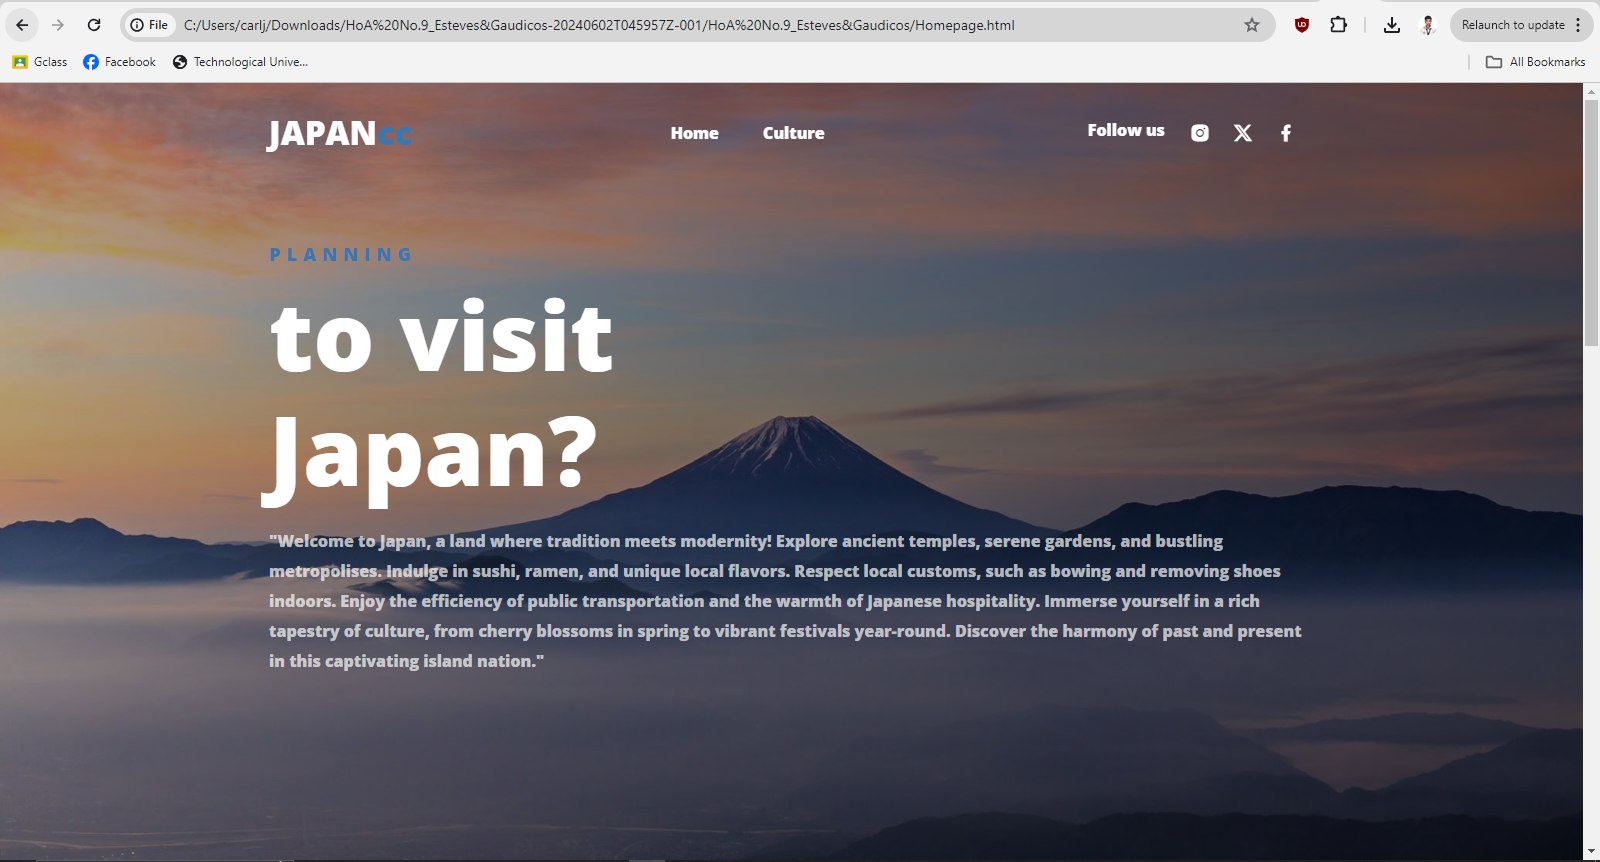 File C:/Users/carlj/Downloads/HoA%20No.9_Esteves&Gaudicos-20240602T045957Z-001/HoA%20No.9_Esteves&Gaudicos/Homepage.html Relaunch to update
Gclass Facebook Technological Unive... All Bookmarks
JAPANcc Home Culture Follow us
PLANNING
to visit
Japan?
"Welcome to Japan, a land where tradition meets modernity! Explore ancient temples, serene gardens, and bustling
metropolises. Indulge in sushi, ramen, and unique local flavors. Respect local customs, such as bowing and removing shoes
indoors. Enjoy the efficiency of public transportation and the warmth of Japanese hospitality. Immerse yourself in a rich
tapestry of culture, from cherry blossoms in spring to vibrant festivals year-round. Discover the harmony of past and present
in this captivating island nation."